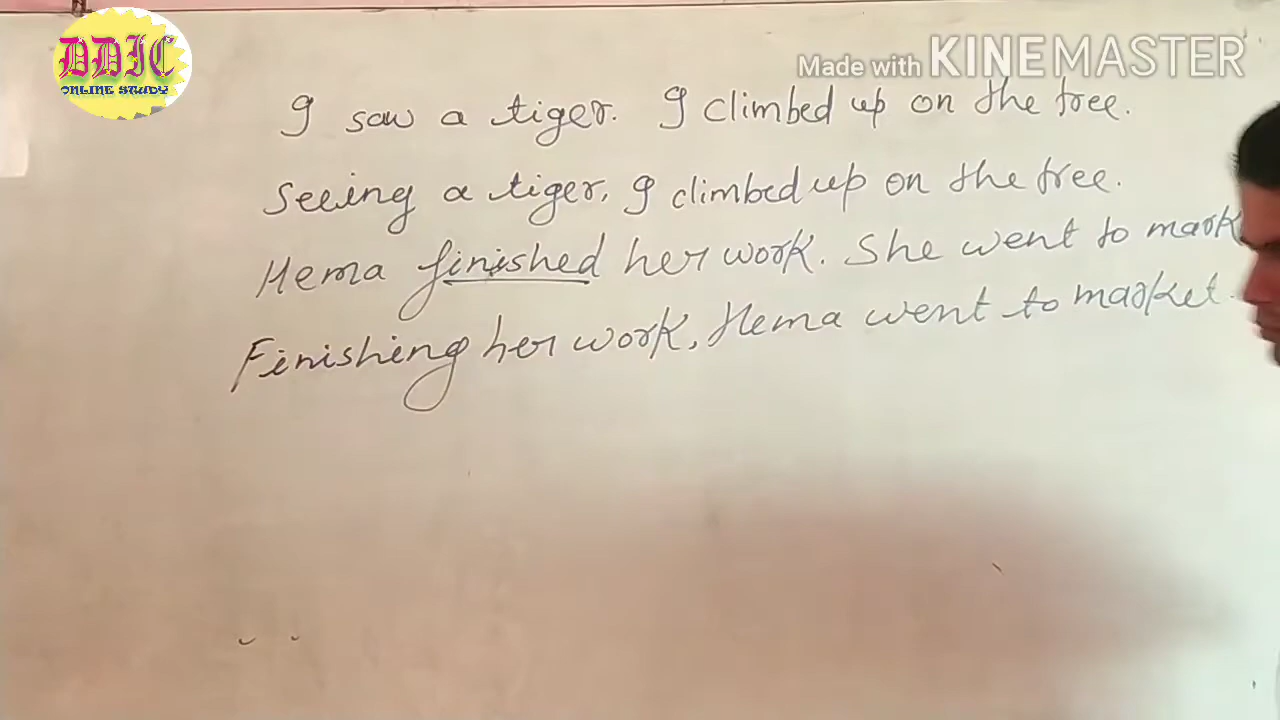 DDIC
ONLINE STUDY
Made with KINEMASTER
I saw a tiger. I climbed up on the tree.
Seeing a tiger, I climbed up on the tree.
Hema finished her work. She went to mark
Finishing her work, Hema went to market.